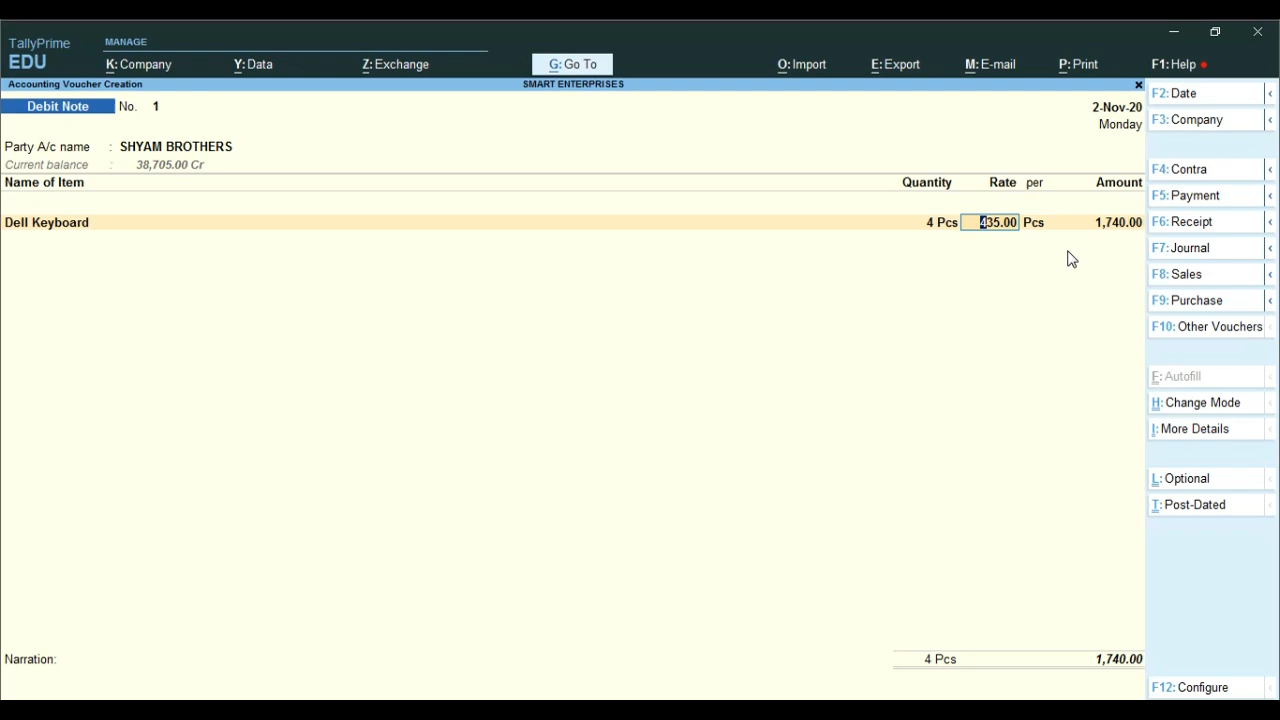 TallyPrime
EDU
MANAGE
K: Company Y: Data Z: Exchange G: Go To O: Import E: Export M: E-mail P: Print F1: Help
Accounting Voucher Creation SMART ENTERPRISES
Debit Note No. 1 2-Nov-20
Monday
Party A/c name : SHYAM BROTHERS
Current balance : 38,705.00 Cr
Name of Item Quantity Rate per Amount
Dell Keyboard 4 Pcs 435.00 Pcs 1,740.00
Narration: 4 Pcs 1,740.00
F2: Date
F3: Company
F4: Contra
F5: Payment
F6: Receipt
F7: Journal
F8: Sales
F9: Purchase
F10: Other Vouchers
E: Autofill
H: Change Mode
I: More Details
L: Optional
T: Post-Dated
F12: Configure